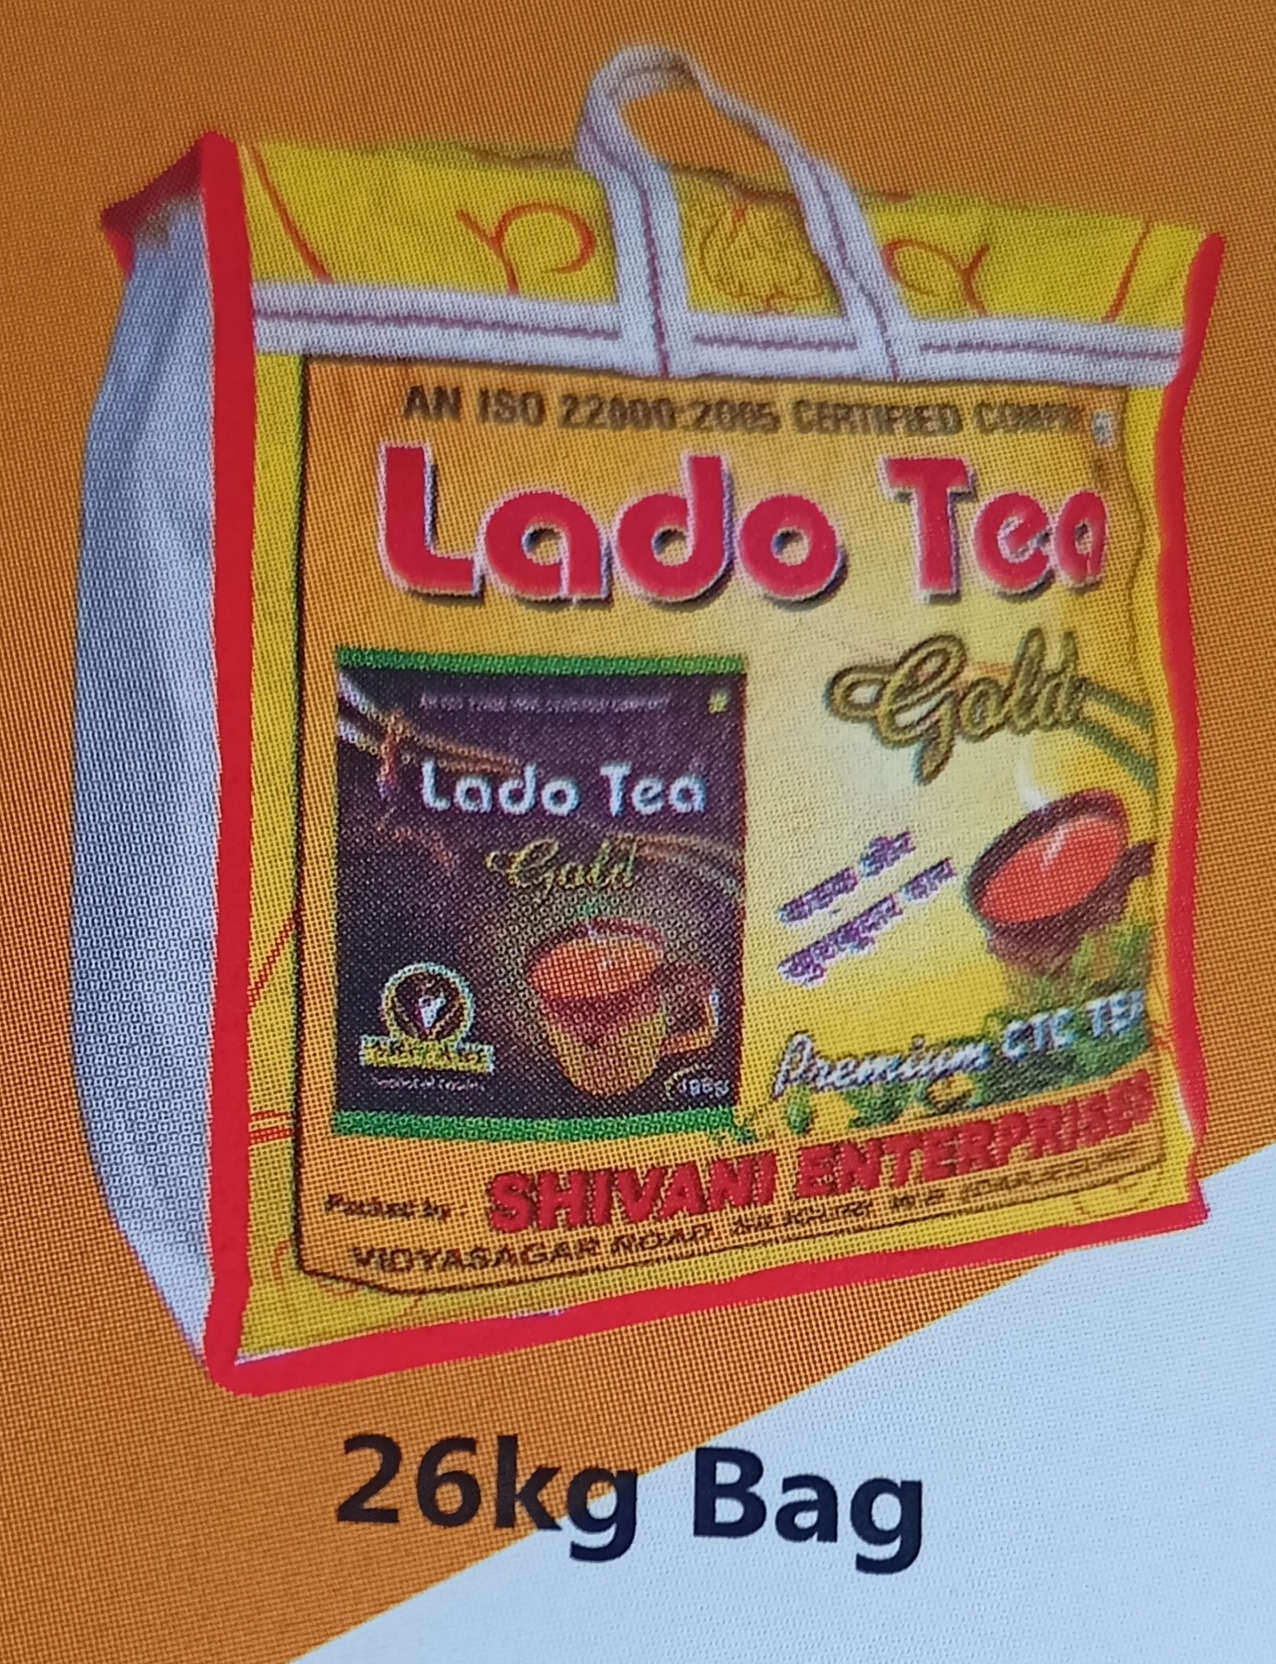 AN ISO 22000:2005 CERTIFIED
Lado Tea
Gold
Lado Tea
Gold
Premium CTC TEA
Packed by :
SHIVANI ENTERPRISES
VIDYASAGAR ROAD, SILIGURI, W.B.
26kg Bag